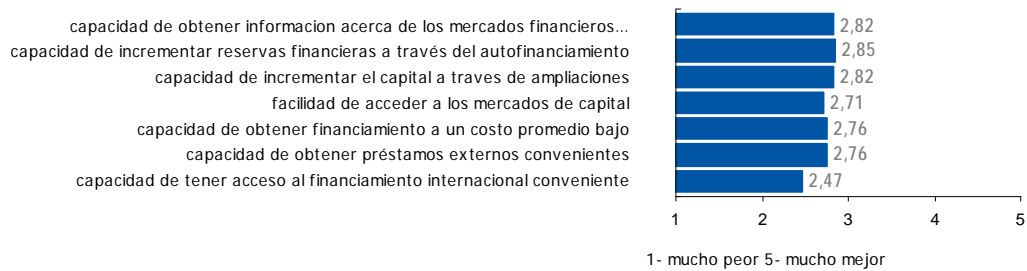 capacidad de obtener informacion acerca de los mercados financieros... 2,82
capacidad de incrementar reservas financieras a través del autofinanciamiento 2,85
capacidad de incrementar el capital a traves de ampliaciones 2,82
facilidad de acceder a los mercados de capital 2,71
capacidad de obtener financiamiento a un costo promedio bajo 2,76
capacidad de obtener préstamos externos convenientes 2,76
capacidad de tener acceso al financiamiento internacional conveniente 2,47
1 2 3 4 5
1- mucho peor 5- mucho mejor